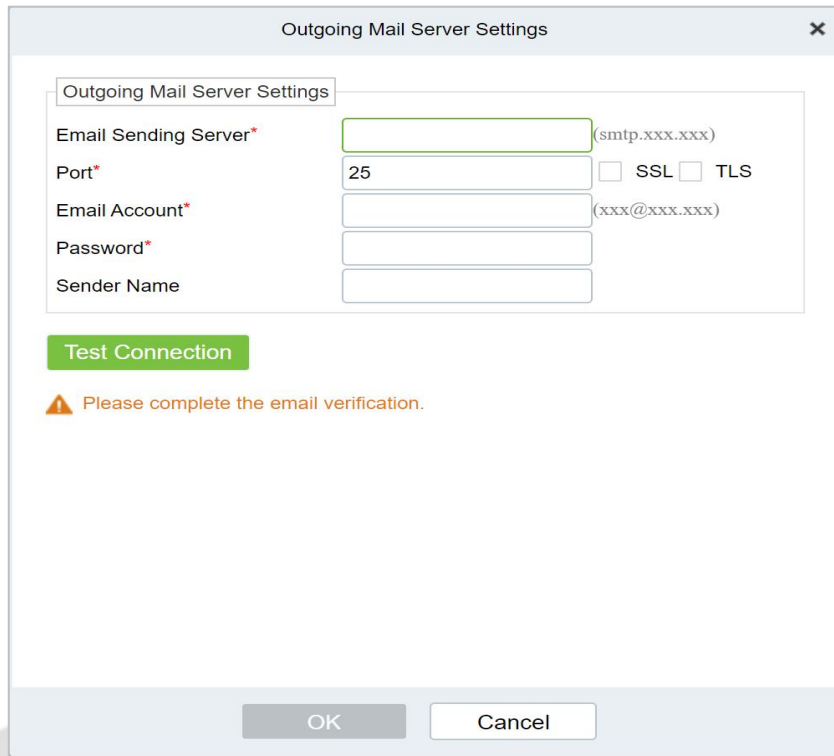 Outgoing Mail Server Settings ×
Outgoing Mail Server Settings
Email Sending Server* (smtp.xxx.xxx)
Port* 25 SSL TLS
Email Account* (xxx@xxx.xxx)
Password*
Sender Name
Test Connection
Please complete the email verification.
OK Cancel